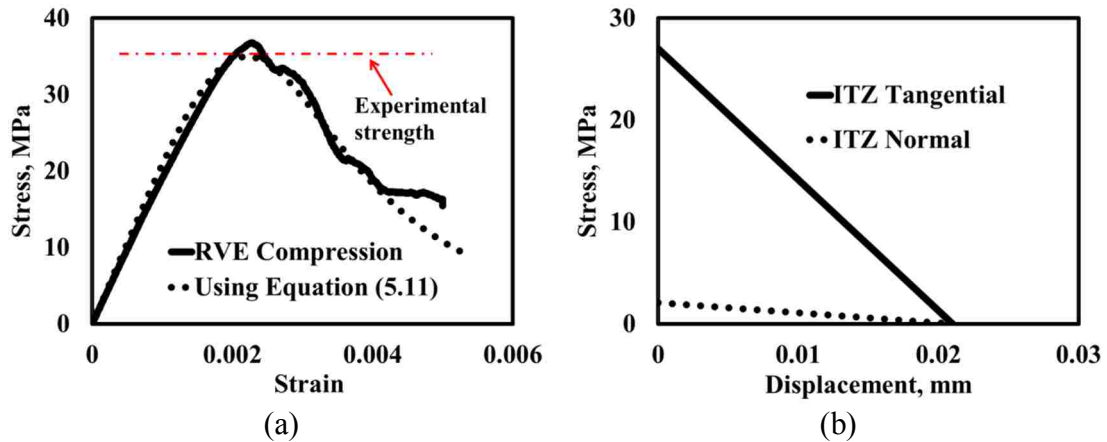 40
30
20
10
0
Stress, MPa
Experimental
strength
RVE Compression
Using Equation (5.11)
0
0.002
0.004
0.006
Strain
(a)
30
20
10
0
Stress, MPa
ITZ Tangential
ITZ Normal
0
0.01
0.02
0.03
Displacement, mm
(b)